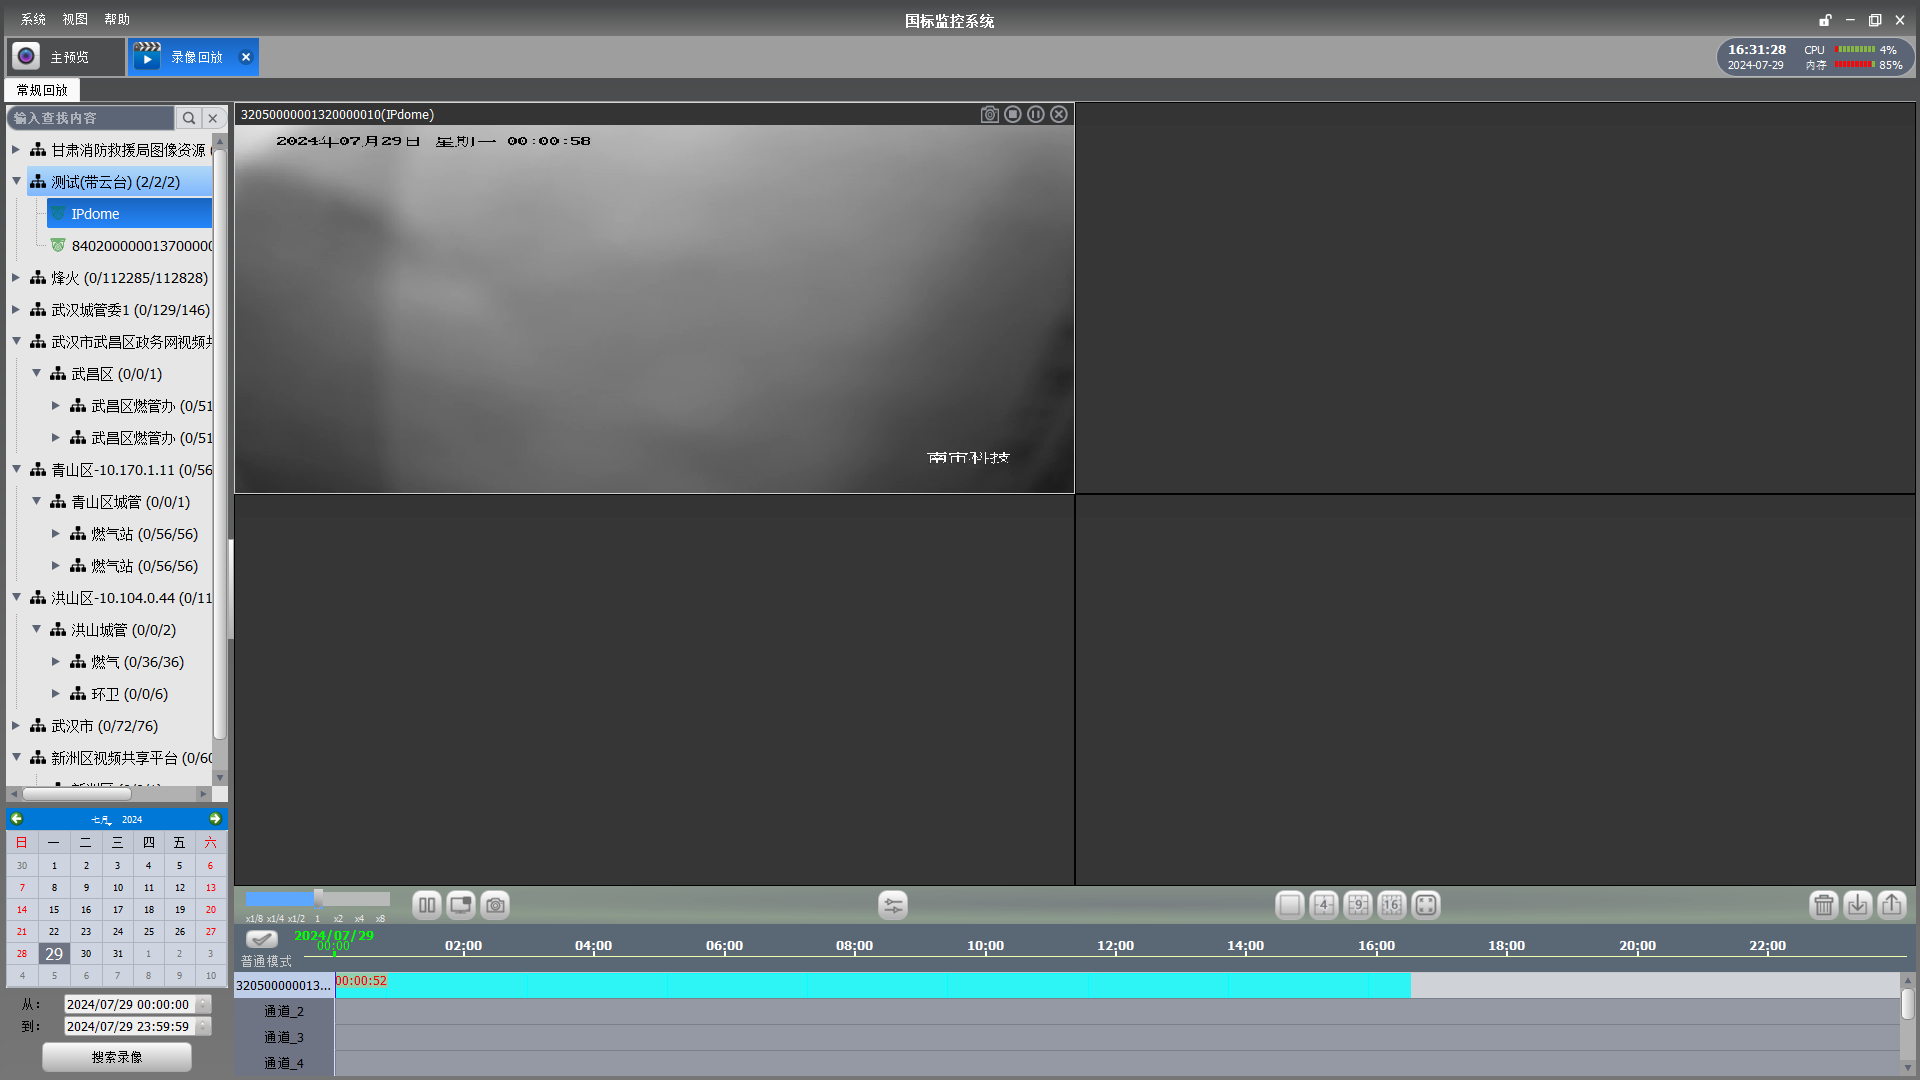 系统 视图 帮助
国标监控系统
主预览
录像回放
16:31:28
2024-07-29
CPU 4%
内存 85%
常规回放
输入查找内容
甘肃消防救援局图像资源
测试(带云台) (2/2/2)
IPdome
840200000013700000
烽火 (0/112285/112828)
武汉城管委1 (0/129/146)
武汉市武昌区政务网视频共
武昌区 (0/0/1)
武昌区燃管办 (0/51
武昌区燃管办 (0/51
青山区-10.170.1.11 (0/56
青山区城管 (0/0/1)
燃气站 (0/56/56)
燃气站 (0/56/56)
洪山区-10.104.0.44 (0/11
洪山城管 (0/0/2)
燃气 (0/36/36)
环卫 (0/0/6)
武汉市 (0/72/76)
新洲区视频共享平台 (0/60
七月, 2024
日 一 二 三 四 五 六
30 1 2 3 4 5 6
7 8 9 10 11 12 13
14 15 16 17 18 19 20
21 22 23 24 25 26 27
28 29 30 31 1 2 3
4 5 6 7 8 9 10
从: 2024/07/29 00:00:00
到: 2024/07/29 23:59:59
搜索录像
32050000001320000010(IPdome)
2024年07月29日 星期一 00:00:58
南市科技
x1/8 x1/4 x1/2 1 x2 x4 x8
4 9 16
2024/07/29
00:00 02:00 04:00 06:00 08:00 10:00 12:00 14:00 16:00 18:00 20:00 22:00
普通模式
320500000013...
00:00:52
通道_2
通道_3
通道_4